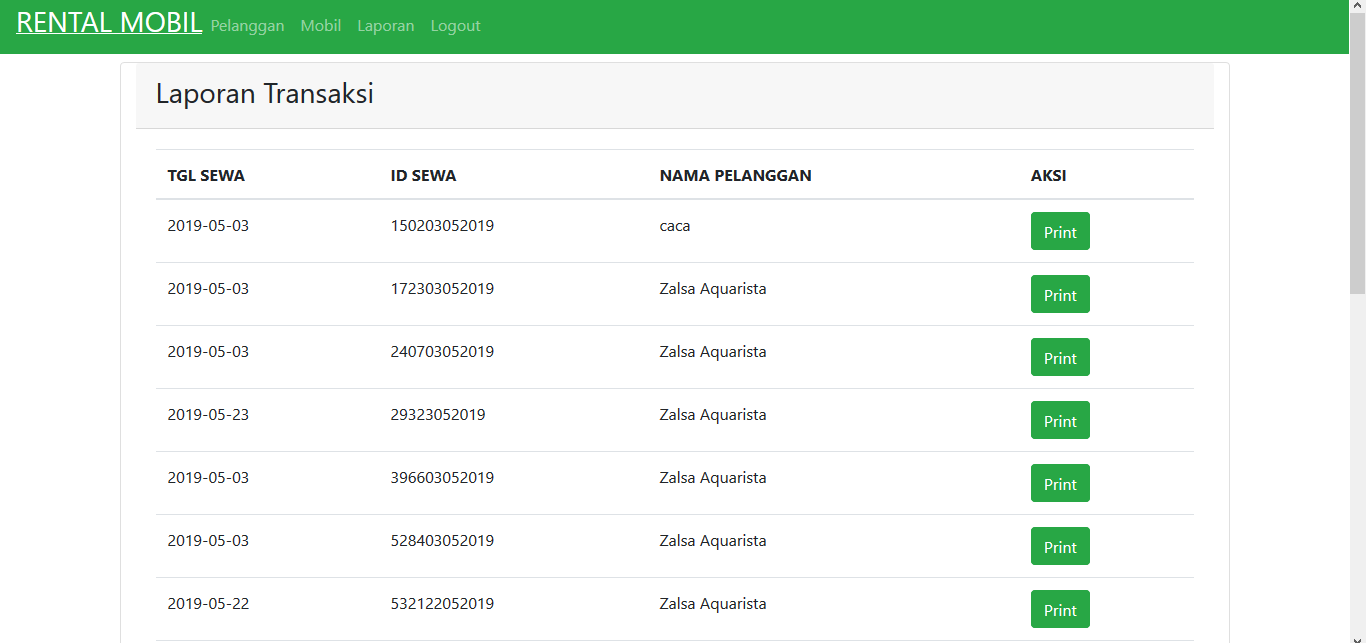 RENTAL MOBIL Pelanggan Mobil Laporan Logout
Laporan Transaksi
TGL SEWA ID SEWA NAMA PELANGGAN AKSI
2019-05-03 150203052019 caca Print
2019-05-03 172303052019 Zalsa Aquarista Print
2019-05-03 240703052019 Zalsa Aquarista Print
2019-05-23 29323052019 Zalsa Aquarista Print
2019-05-03 396603052019 Zalsa Aquarista Print
2019-05-03 528403052019 Zalsa Aquarista Print
2019-05-22 532122052019 Zalsa Aquarista Print